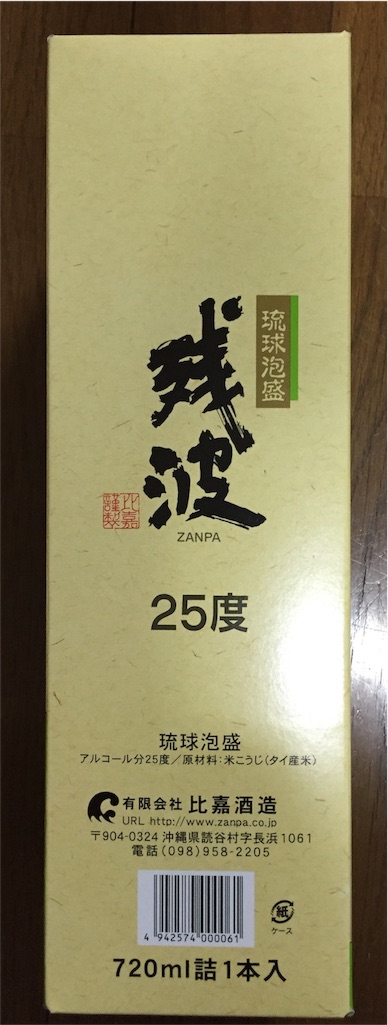 琉球泡盛
残波
比嘉
謹製
ZANPA
25度
琉球泡盛
アルコール分25度／原材料:米こうじ(タイ産米)
有限会社 比嘉酒造
URL http://www.zanpa.co.jp
〒904-0324 沖縄県読谷村字長浜1061
電話(098)958-2205
4 942574 000061
紙
ケース
720ml詰1本入